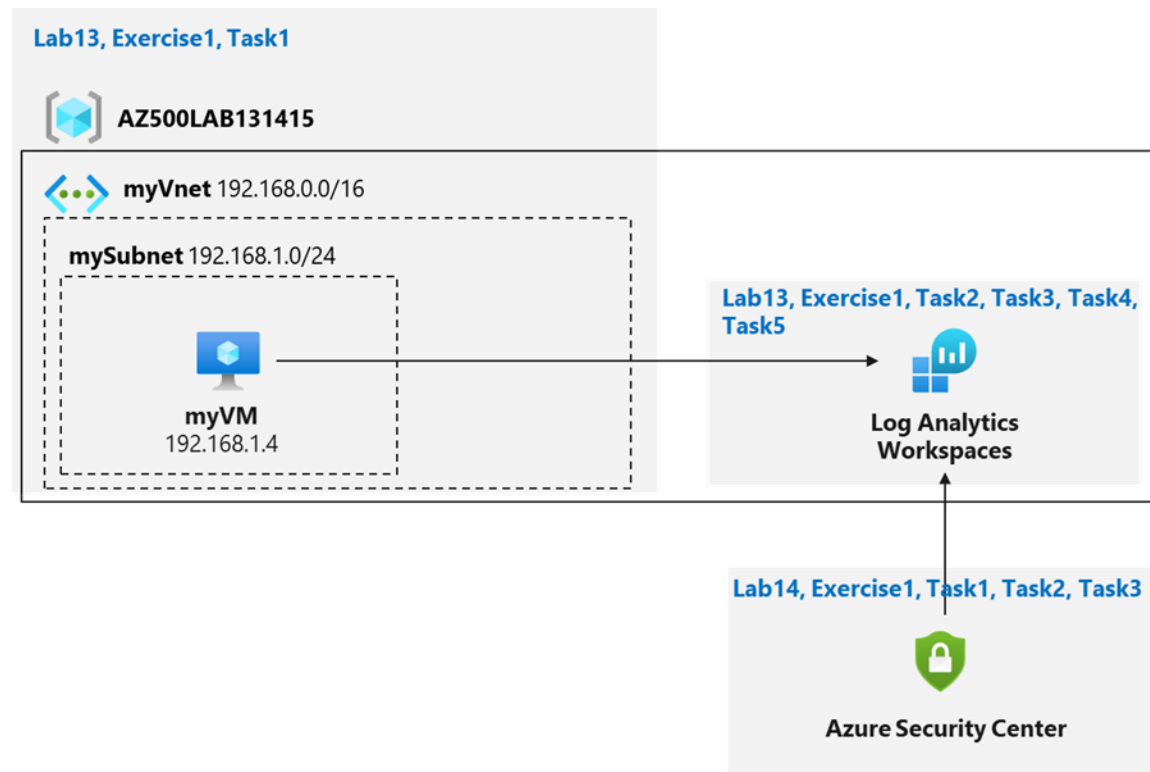 Lab13, Exercise1, Task1
AZ500LAB131415
myVnet 192.168.0.0/16
mySubnet 192.168.1.0/24
myVM
192.168.1.4
Lab13, Exercise1, Task2, Task3, Task4,
Task5
Log Analytics
Workspaces
Lab14, Exercise1, Task1, Task2, Task3
Azure Security Center